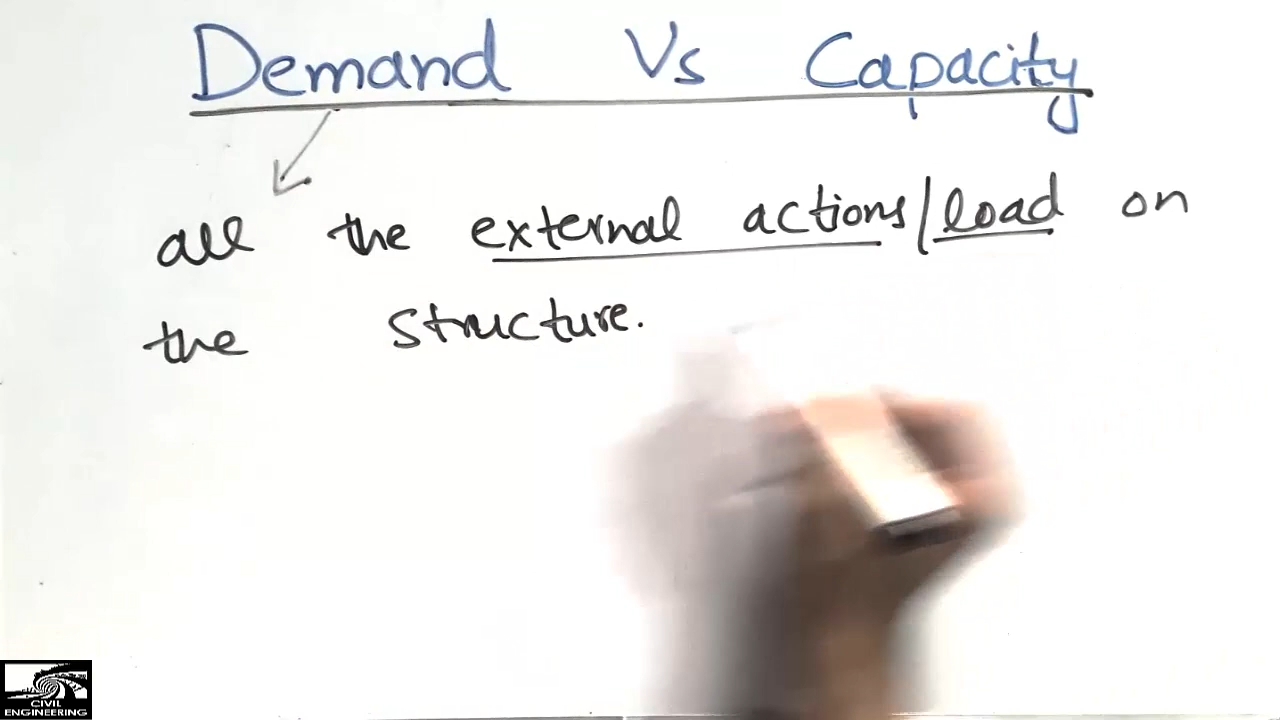 Demand Vs Capacity
all the external actions/load on
the structure.
CIVIL
ENGINEERING